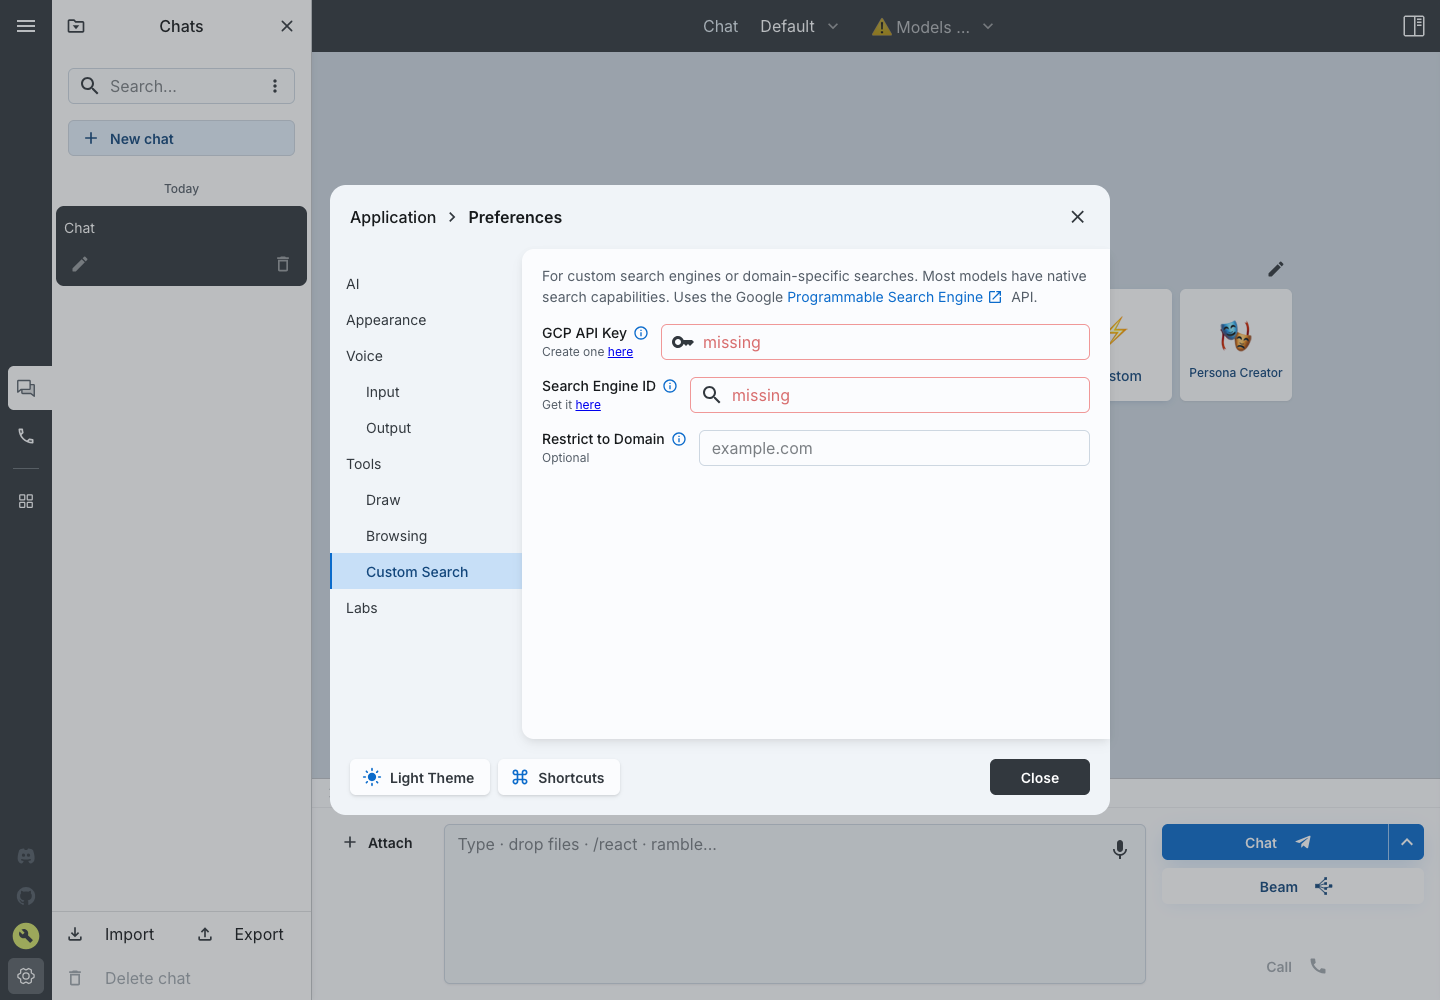 Chats
Chat
Default
Models ...
Search...
New chat
Today
Chat
Application > Preferences
AI
Appearance
Voice
Input
Output
Tools
Draw
Browsing
Custom Search
Labs
For custom search engines or domain-specific searches. Most models have native
search capabilities. Uses the Google Programmable Search Engine API.
GCP API Key
Create one here
missing
Search Engine ID
Get it here
missing
Restrict to Domain
Optional
example.com
stom
Persona Creator
Light Theme
Shortcuts
Close
Attach
Type · drop files · /react · ramble...
Chat
Beam
Call
Import
Export
Delete chat